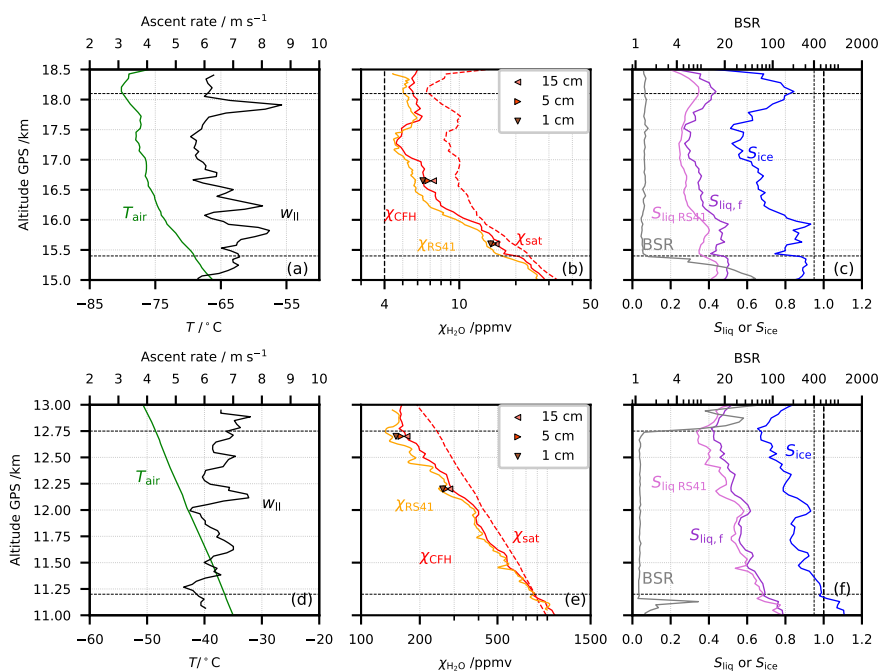 Ascent rate / m s⁻¹
BSR
2 3 4 5 6 7 8 9 10
1 4 9 40 100 400 2000
18.5
18.0
17.5
17.0
16.5
16.0
15.5
15.0
Altitude GPS /km
T_air
w_ll
(a)
−85 −75 −65 −55
T /°C
15 cm
5 cm
1 cm
χ_CFH
χ_RS41
χ_sat
(b)
4 10 50
χ_H₂O /ppmv
S_ice
S_liq, f
S_liq RS41
BSR
(c)
0.0 0.2 0.4 0.6 0.8 1.0 1.2
S_liq or S_ice
Ascent rate / m s⁻¹
BSR
2 3 4 5 6 7 8 9 10
1 4 9 40 100 400 2000
13.00
12.75
12.50
12.25
12.00
11.75
11.50
11.25
11.00
Altitude GPS /km
T_air
w_ll
(d)
−60 −50 −40 −30 −20
T/°C
15 cm
5 cm
1 cm
χ_RS41
χ_sat
χ_CFH
(e)
100 200 500 1500
χ_H₂O /ppmv
S_ice
S_liq RS41
S_liq, f
BSR
(f)
0.0 0.2 0.4 0.6 0.8 1.0 1.2
S_liq or S_ice